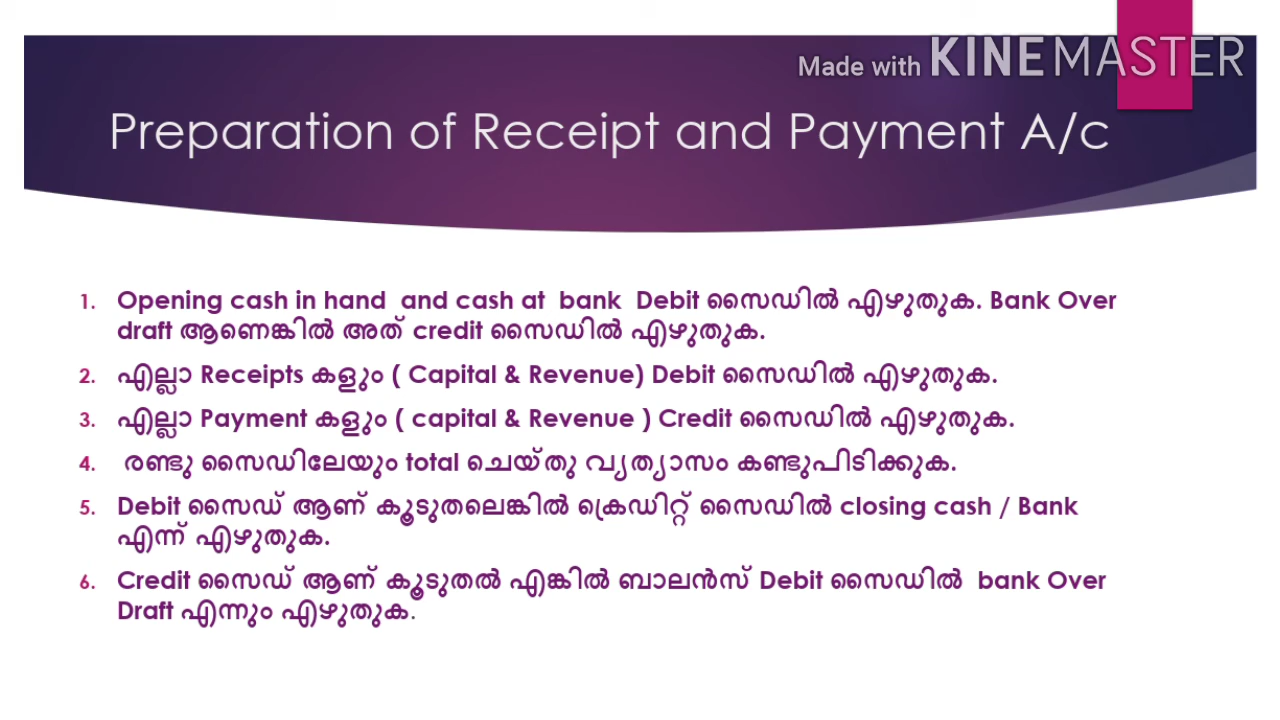 Made with KINEMASTER
Preparation of Receipt and Payment A/c
1. Opening cash in hand and cash at bank Debit സൈഡിൽ എഴുതുക. Bank Over
draft ആണെങ്കിൽ അത് credit സൈഡിൽ എഴുതുക.
2. എല്ലാ Receipts കളും ( Capital & Revenue) Debit സൈഡിൽ എഴുതുക.
3. എല്ലാ Payment കളും ( capital & Revenue ) Credit സൈഡിൽ എഴുതുക.
4. രണ്ടു സൈഡിലേയും total ചെയ്തു വ്യത്യാസം കണ്ടുപിടിക്കുക.
5. Debit സൈഡ് ആണ് കൂടുതലെങ്കിൽ ക്രെഡിറ്റ് സൈഡിൽ closing cash / Bank
എന്ന് എഴുതുക.
6. Credit സൈഡ് ആണ് കൂടുതൽ എങ്കിൽ ബാലൻസ് Debit സൈഡിൽ bank Over
Draft എന്നും എഴുതുക.